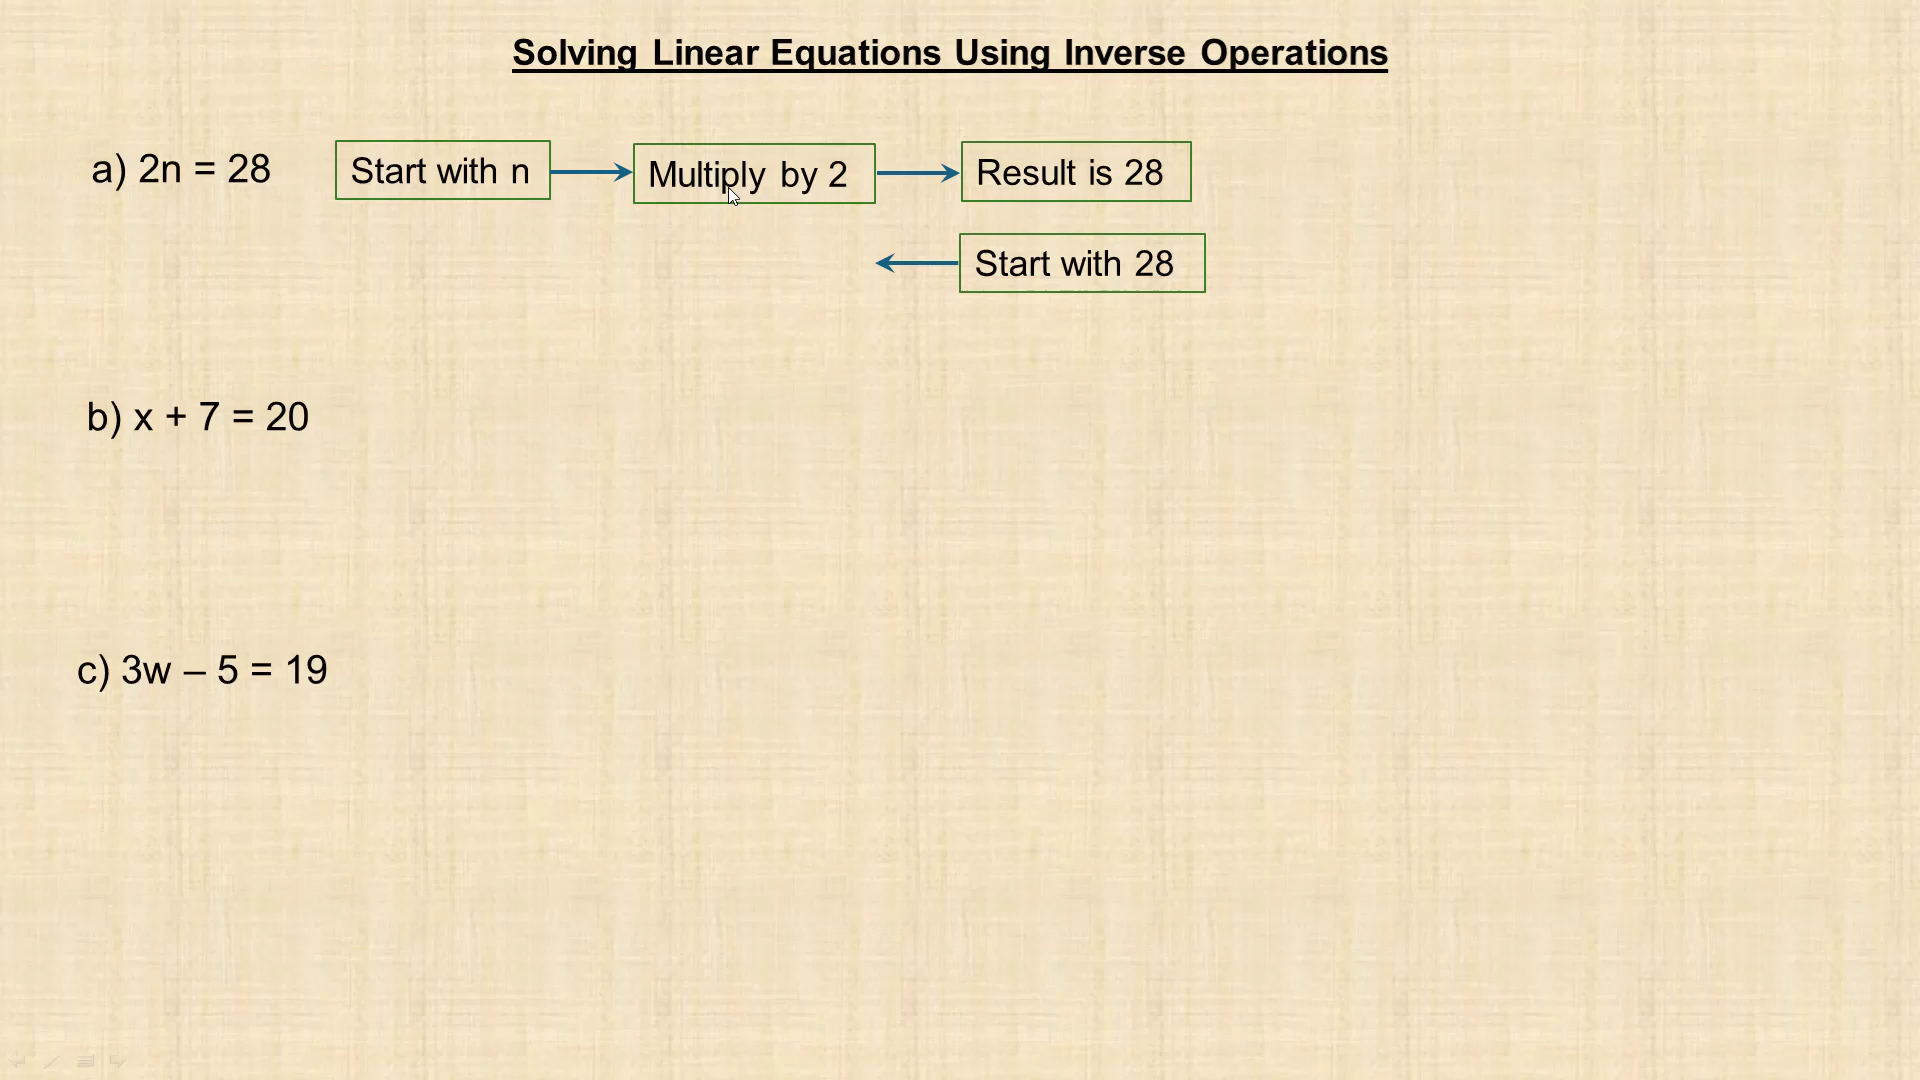 Solving Linear Equations Using Inverse Operations
a) 2n = 28 Start with n Multiply by 2 Result is 28
Start with 28
b) x + 7 = 20
c) 3w – 5 = 19